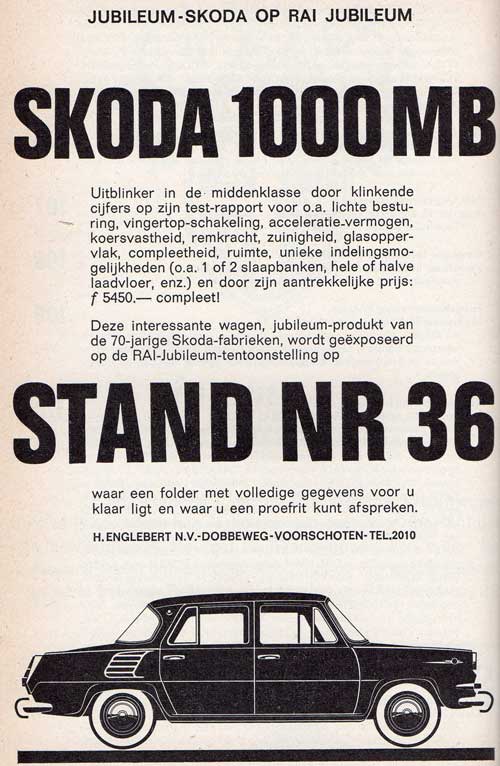 JUBILEUM-SKODA OP RAI JUBILEUM
SKODA 1000 MB
Uitblinker in de middenklasse door klinkende
cijfers op zijn test-rapport voor o.a. lichte bestu-
ring, vingertop-schakeling, acceleratie-vermogen,
koersvastheid, remkracht, zuinigheid, glasopper-
vlak, compleetheid, ruimte, unieke indelingsmo-
gelijkheden (o.a. 1 of 2 slaapbanken, hele of halve
laadvloer, enz.) en door zijn aantrekkelijke prijs:
ƒ 5450.— compleet!
Deze interessante wagen, jubileum-produkt van
de 70-jarige Skoda-fabrieken, wordt geëxposeerd
op de RAI-Jubileum-tentoonstelling op
STAND NR 36
waar een folder met volledige gegevens voor u
klaar ligt en waar u een proefrit kunt afspreken.
H. ENGLEBERT N.V.-DOBBEWEG-VOORSCHOTEN-TEL.2010